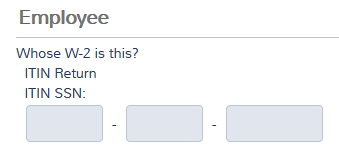 Employee
Whose W-2 is this?
ITIN Return
ITIN SSN:
- -